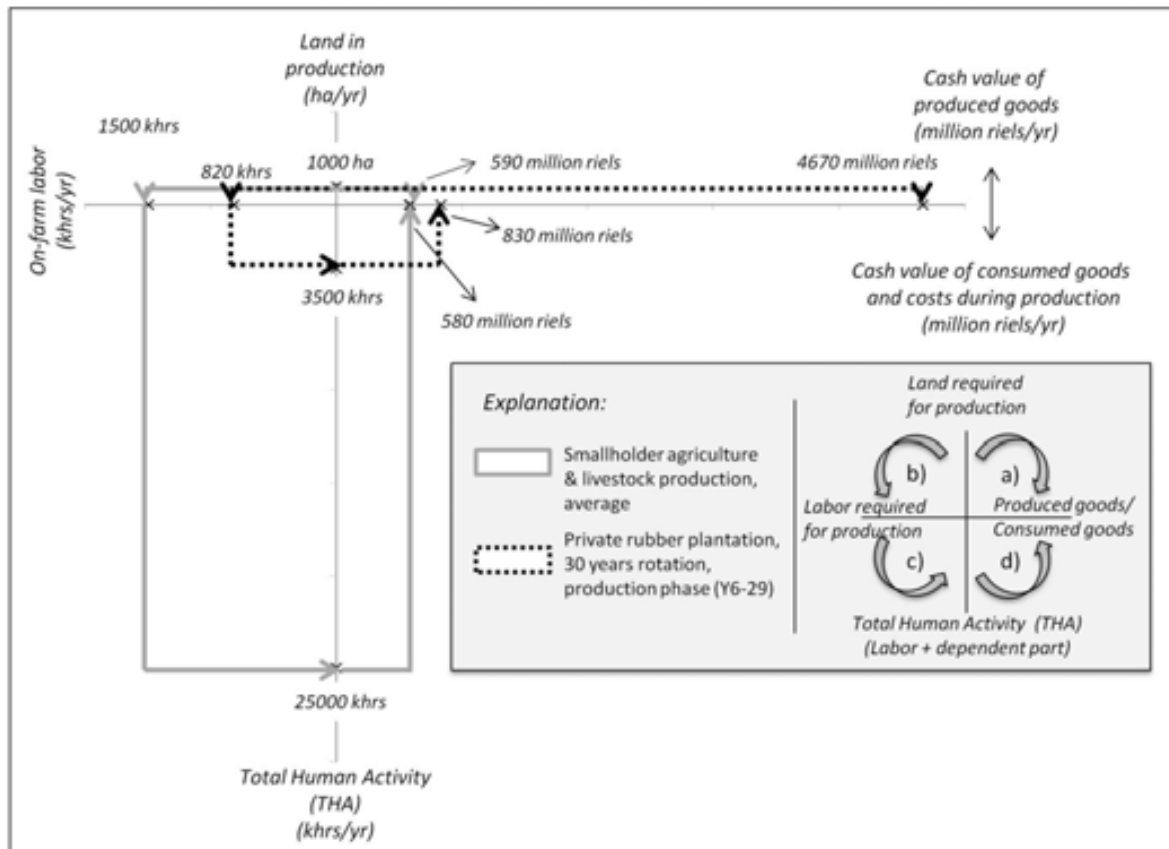 Land in
production
(ha/yr)
Cash value of
produced goods
(million riels/yr)
1500 khrs
820 khrs
1000 ha
590 million riels
4670 million riels
On-farm labor
(khrs/yr)
830 million riels
3500 khrs
580 million riels
Cash value of consumed goods
and costs during production
(million riels/yr)
Explanation:
Smallholder agriculture
& livestock production,
average
Private rubber plantation,
30 years rotation,
production phase (Y6-29)
Land required
for production
b)
a)
Labor required
for production
Produced goods/
Consumed goods
c)
d)
Total Human Activity (THA)
(Labor + dependent part)
25000 khrs
Total Human Activity
(THA)
(khrs/yr)